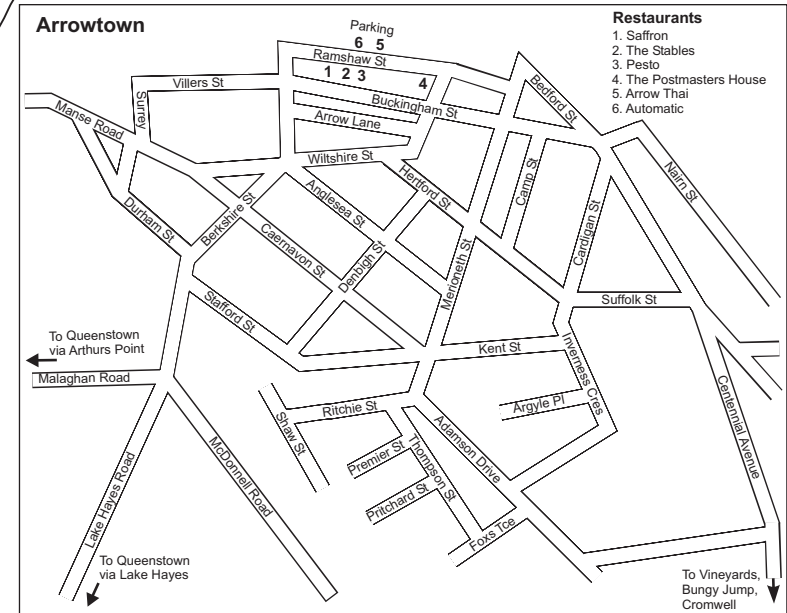 Arrowtown
Parking
6 5
Ramshaw St
1 2 3
4
Restaurants
1. Saffron
2. The Stables
3. Pesto
4. The Postmasters House
5. Arrow Thai
6. Automatic
Villers St
Surrey
Buckingham St
Bedford St
Manse Road
Arrow Lane
Wiltshire St
Hertford St
Camp St
Nairn St
Anglesea St
Cardigan St
Durham St
Berkshire St
Caernavon St
Denbigh St
Merioneth St
Stafford St
Suffolk St
To Queenstown
via Arthurs Point
Malaghan Road
Kent St
Inverness Cres
Centennial Avenue
Argyle Pl
Ritchie St
Shaw St
Adamson Drive
Premier St
Thompson St
McDonnell Road
Pritchard St
Lake Hayes Road
Foxs Tce
To Queenstown
via Lake Hayes
To Vineyards,
Bungy Jump,
Cromwell